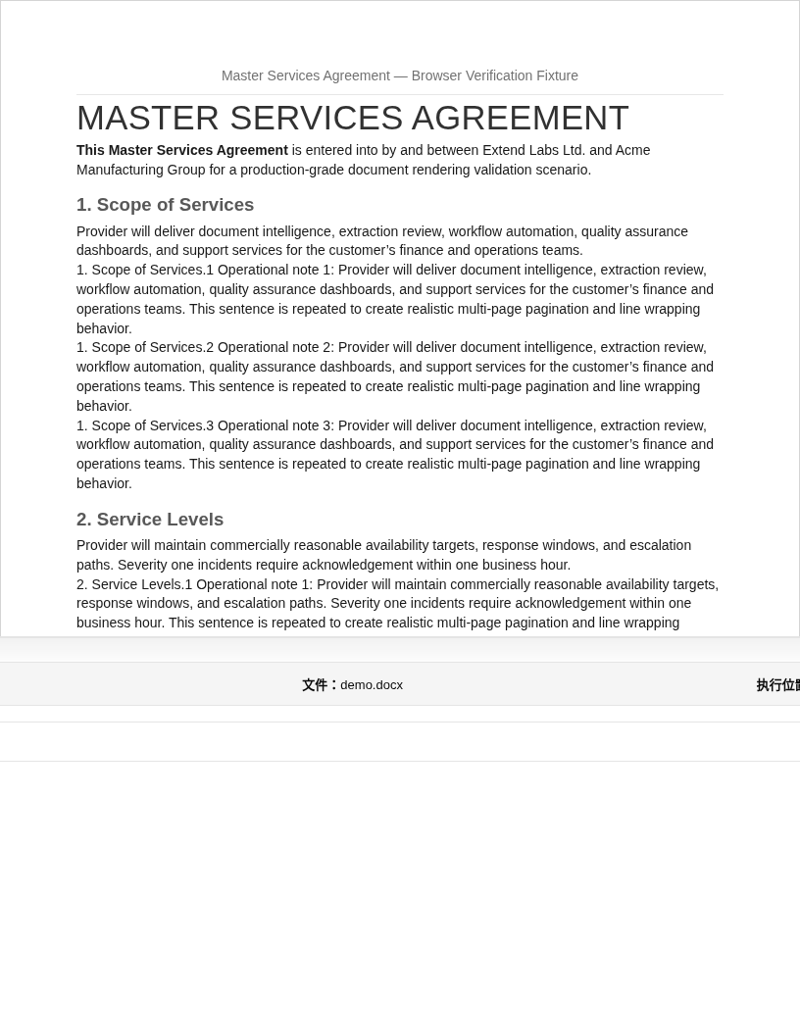 Master Services Agreement — Browser Verification Fixture
MASTER SERVICES AGREEMENT
This Master Services Agreement is entered into by and between Extend Labs Ltd. and Acme
Manufacturing Group for a production-grade document rendering validation scenario.
1. Scope of Services
Provider will deliver document intelligence, extraction review, workflow automation, quality assurance
dashboards, and support services for the customer’s finance and operations teams.
1. Scope of Services.1 Operational note 1: Provider will deliver document intelligence, extraction review,
workflow automation, quality assurance dashboards, and support services for the customer’s finance and
operations teams. This sentence is repeated to create realistic multi-page pagination and line wrapping
behavior.
1. Scope of Services.2 Operational note 2: Provider will deliver document intelligence, extraction review,
workflow automation, quality assurance dashboards, and support services for the customer’s finance and
operations teams. This sentence is repeated to create realistic multi-page pagination and line wrapping
behavior.
1. Scope of Services.3 Operational note 3: Provider will deliver document intelligence, extraction review,
workflow automation, quality assurance dashboards, and support services for the customer’s finance and
operations teams. This sentence is repeated to create realistic multi-page pagination and line wrapping
behavior.
2. Service Levels
Provider will maintain commercially reasonable availability targets, response windows, and escalation
paths. Severity one incidents require acknowledgement within one business hour.
2. Service Levels.1 Operational note 1: Provider will maintain commercially reasonable availability targets,
response windows, and escalation paths. Severity one incidents require acknowledgement within one
business hour. This sentence is repeated to create realistic multi-page pagination and line wrapping
文件：demo.docx
执行位置